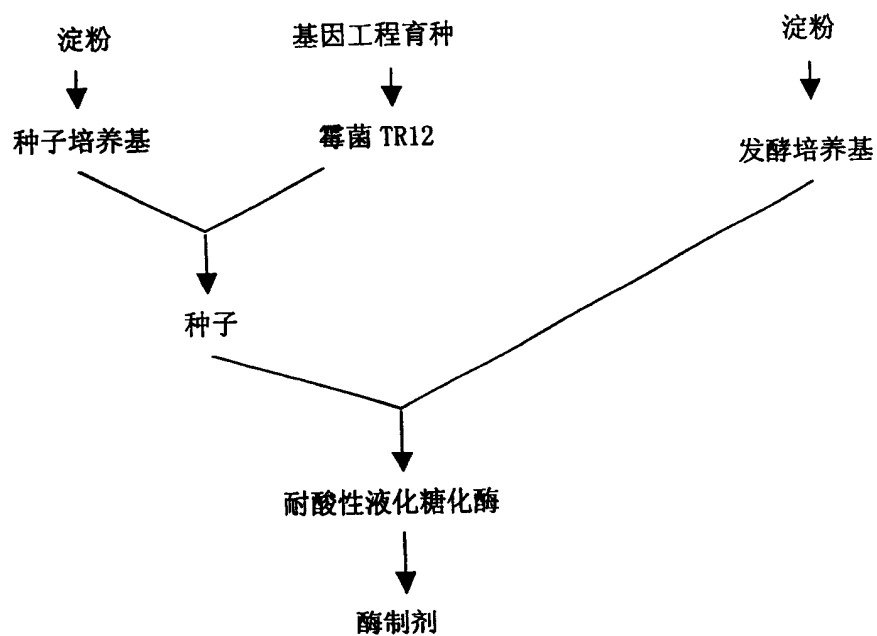 淀粉
基因工程育种
淀粉
种子培养基
霉菌 TR12
发酵培养基
种子
耐酸性液化糖化酶
酶制剂